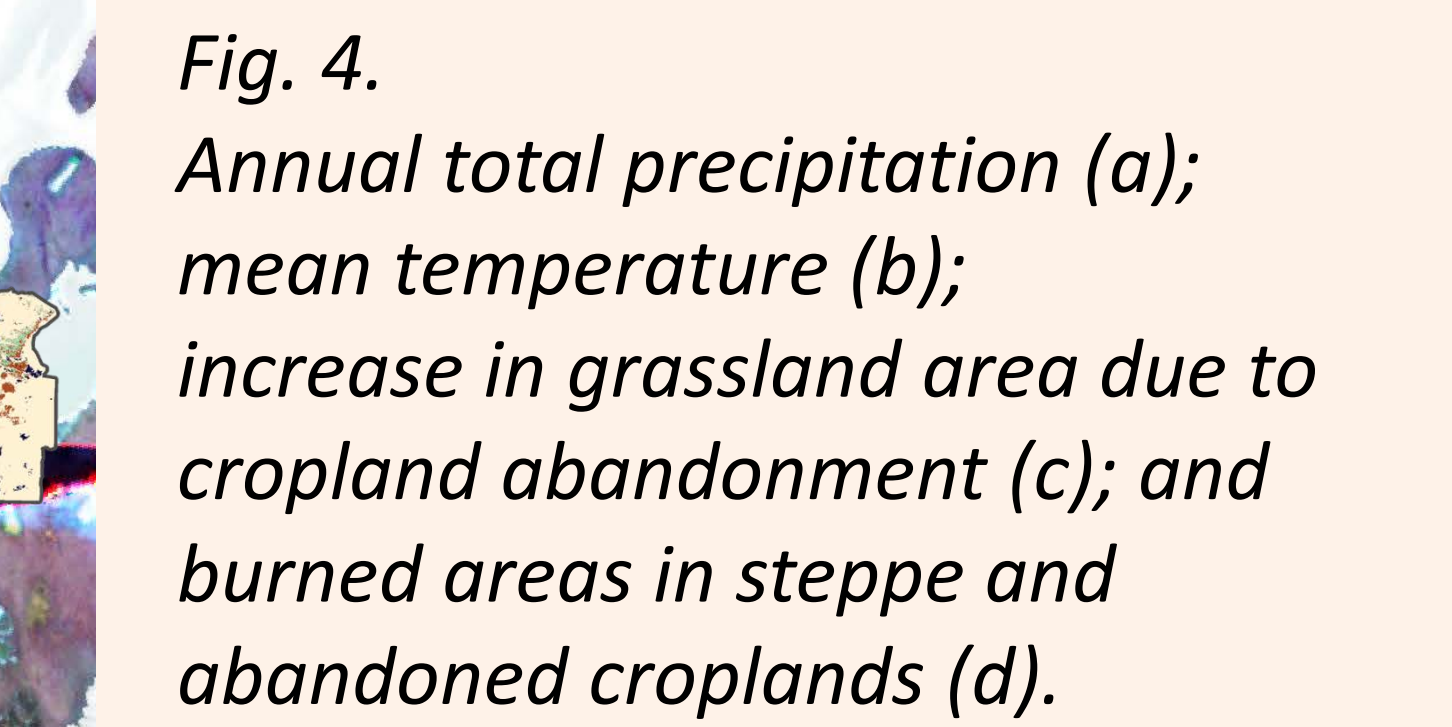 Fig. 4.
Annual total precipitation (a);
mean temperature (b);
increase in grassland area due to
cropland abandonment (c); and
burned areas in steppe and
abandoned croplands (d).